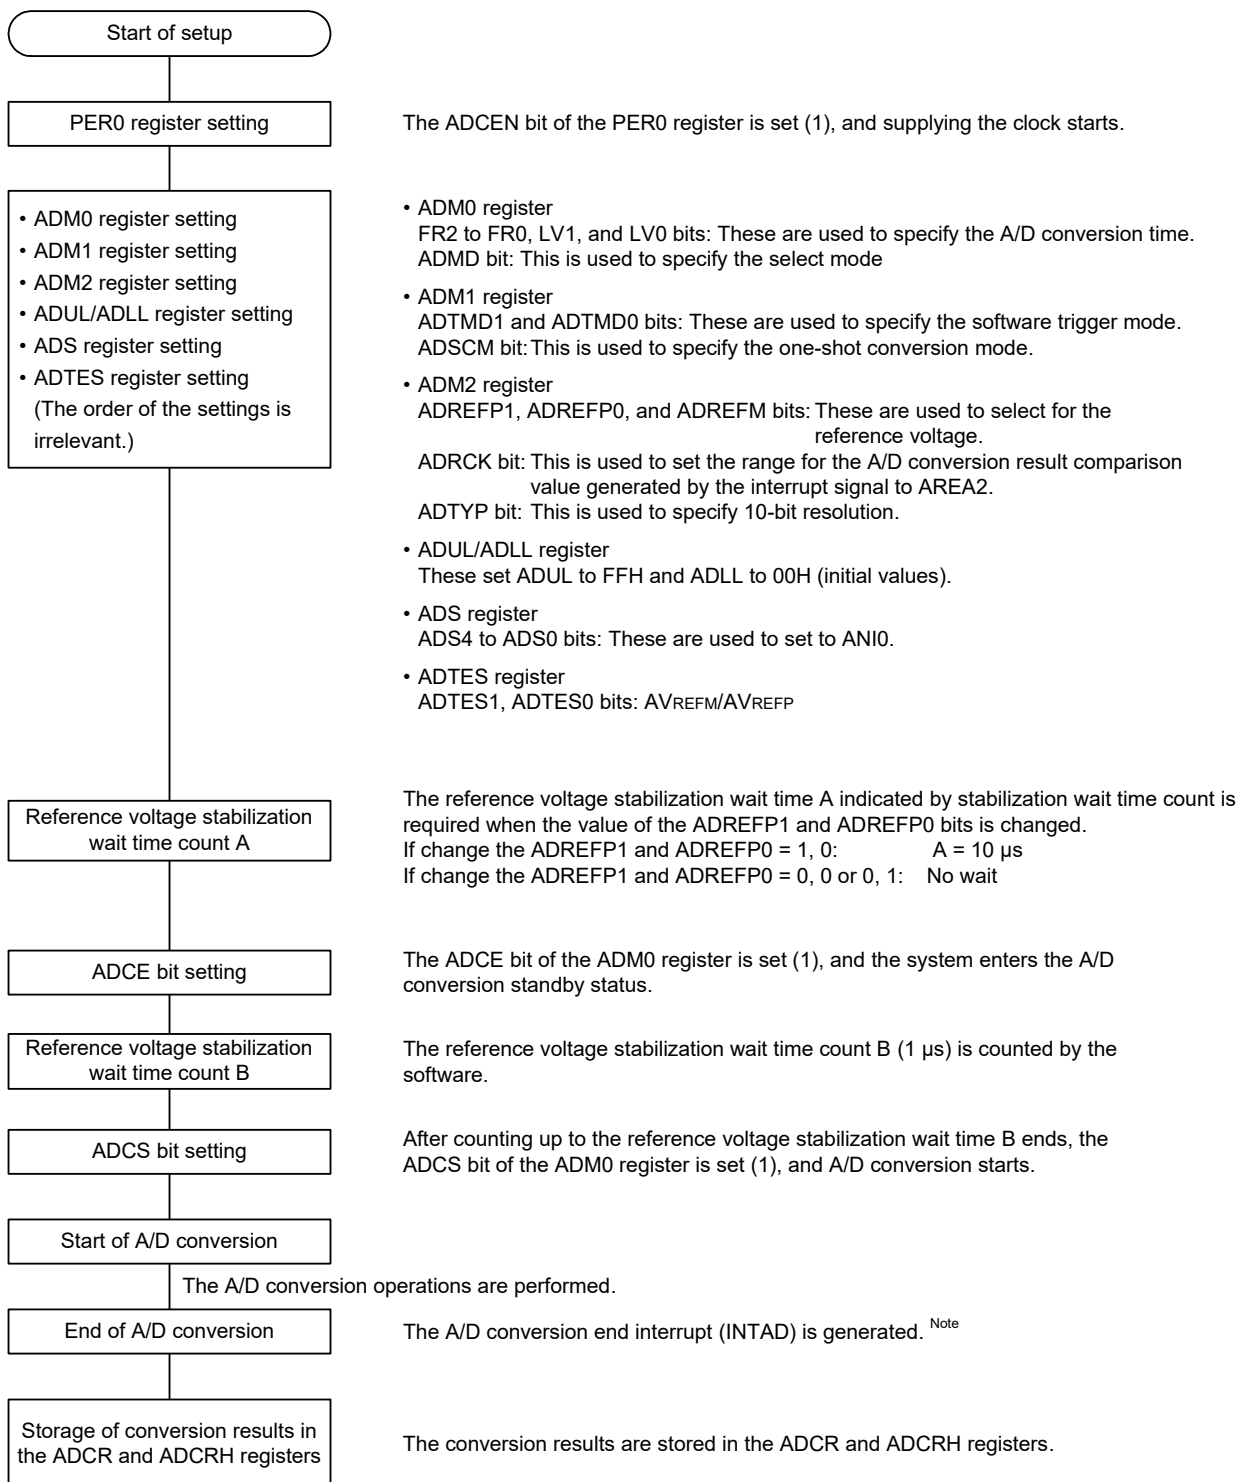 Start of setup
PER0 register setting
The ADCEN bit of the PER0 register is set (1), and supplying the clock starts.
• ADM0 register setting
• ADM1 register setting
• ADM2 register setting
• ADUL/ADLL register setting
• ADS register setting
• ADTES register setting
(The order of the settings is
irrelevant.)
• ADM0 register
FR2 to FR0, LV1, and LV0 bits: These are used to specify the A/D conversion time.
ADMD bit: This is used to specify the select mode
• ADM1 register
ADTMD1 and ADTMD0 bits: These are used to specify the software trigger mode.
ADSCM bit: This is used to specify the one-shot conversion mode.
• ADM2 register
ADREFP1, ADREFP0, and ADREFM bits: These are used to select for the
reference voltage.
ADRCK bit: This is used to set the range for the A/D conversion result comparison
value generated by the interrupt signal to AREA2.
ADTYP bit: This is used to specify 10-bit resolution.
• ADUL/ADLL register
These set ADUL to FFH and ADLL to 00H (initial values).
• ADS register
ADS4 to ADS0 bits: These are used to set to ANI0.
• ADTES register
ADTES1, ADTES0 bits: AVREFM/AVREFP
Reference voltage stabilization
wait time count A
The reference voltage stabilization wait time A indicated by stabilization wait time count is
required when the value of the ADREFP1 and ADREFP0 bits is changed.
If change the ADREFP1 and ADREFP0 = 1, 0: A = 10 µs
If change the ADREFP1 and ADREFP0 = 0, 0 or 0, 1: No wait
ADCE bit setting
The ADCE bit of the ADM0 register is set (1), and the system enters the A/D
conversion standby status.
Reference voltage stabilization
wait time count B
The reference voltage stabilization wait time count B (1 µs) is counted by the
software.
ADCS bit setting
After counting up to the reference voltage stabilization wait time B ends, the
ADCS bit of the ADM0 register is set (1), and A/D conversion starts.
Start of A/D conversion
The A/D conversion operations are performed.
End of A/D conversion
The A/D conversion end interrupt (INTAD) is generated. Note
Storage of conversion results in
the ADCR and ADCRH registers
The conversion results are stored in the ADCR and ADCRH registers.